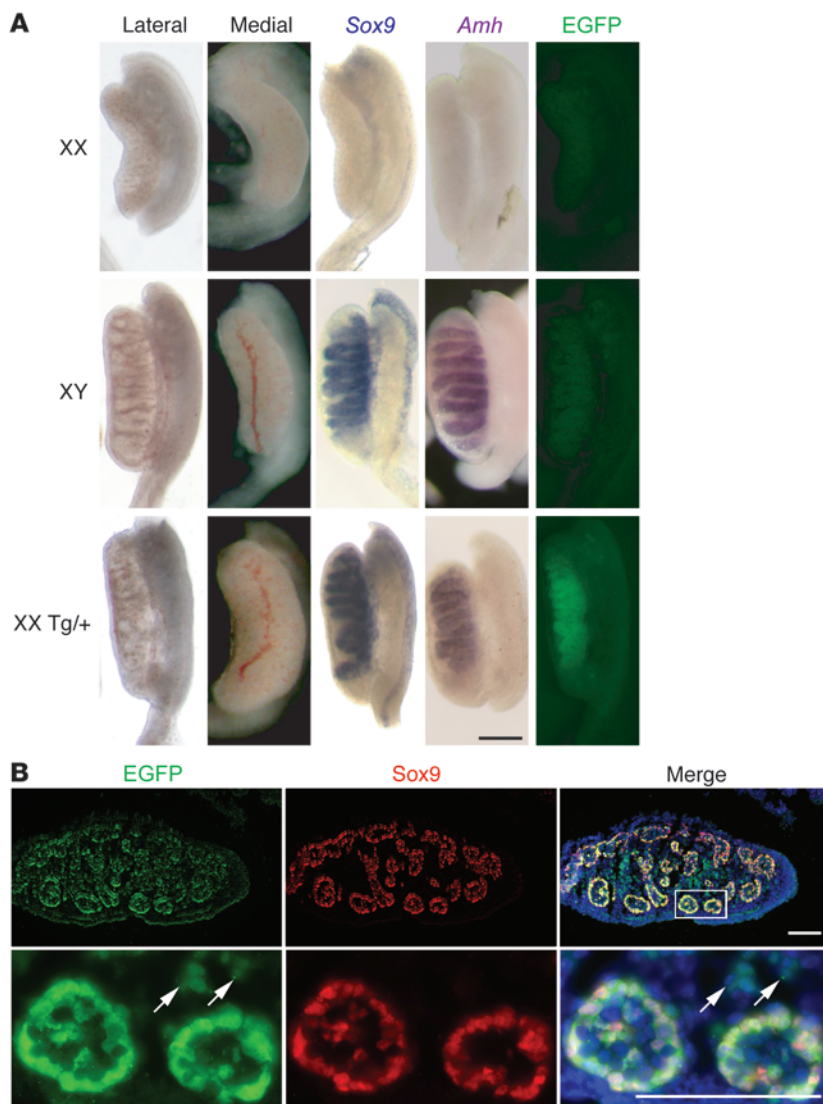 A
Lateral Medial Sox9 Amh EGFP
XX
XY
XX Tg/+
B
EGFP Sox9 Merge